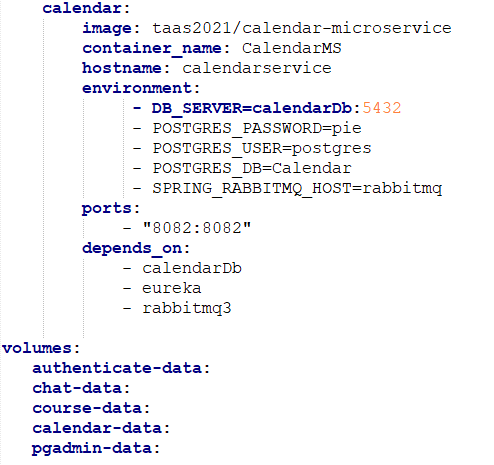 calendar:
image: taas2021/calendar-microservice
container_name: CalendarMS
hostname: calendarservice
environment:
- DB_SERVER=calendarDb:5432
- POSTGRES_PASSWORD=pie
- POSTGRES_USER=postgres
- POSTGRES_DB=Calendar
- SPRING_RABBITMQ_HOST=rabbitmq
ports:
- "8082:8082"
depends_on:
- calendarDb
- eureka
- rabbitmq3
volumes:
authenticate-data:
chat-data:
course-data:
calendar-data:
pgadmin-data: